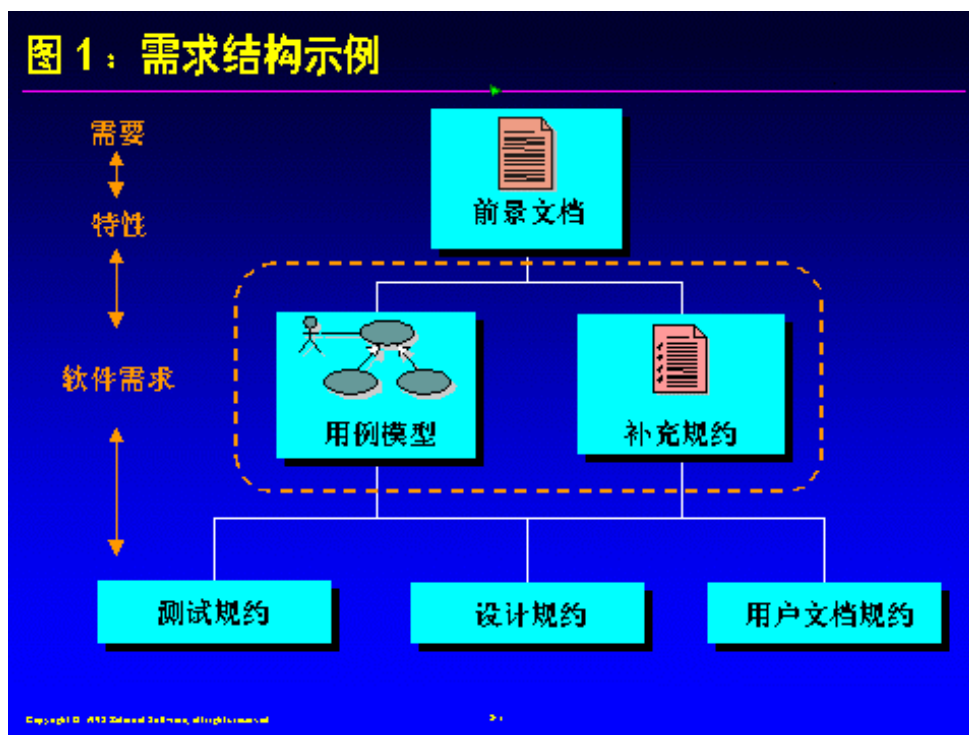 图 1：需求结构示例
需要
特性
软件需求
前景文档
用例模型
补充规约
测试规约
设计规约
用户文档规约